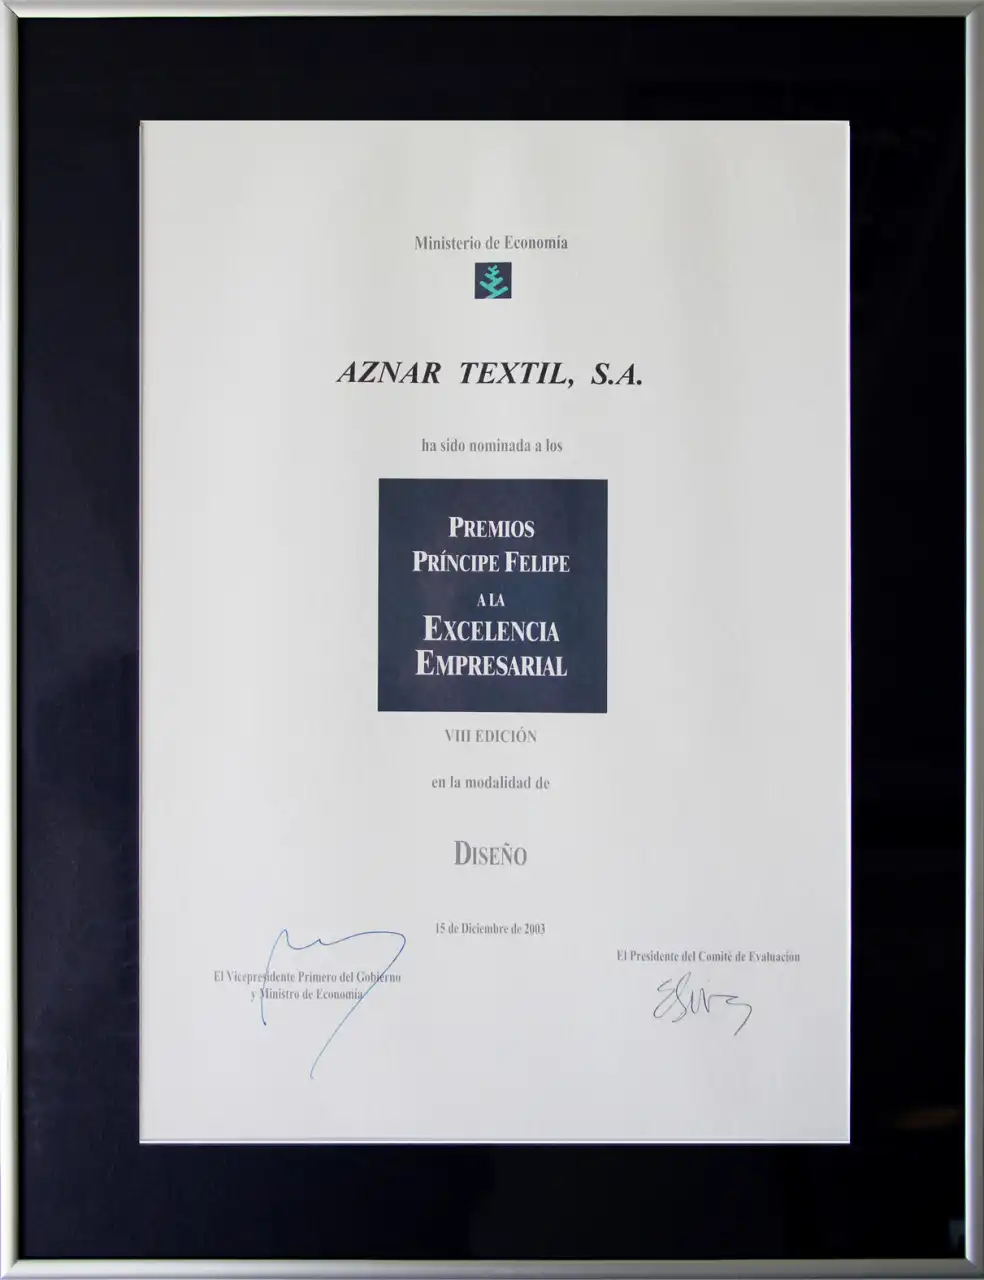 Ministerio de Economía
AZNAR TEXTIL, S.A.
ha sido nominada a los
PREMIOS
PRÍNCIPE FELIPE
A LA
EXCELENCIA
EMPRESARIAL
VIII EDICIÓN
en la modalidad de
DISEÑO
15 de Diciembre de 2003
El Vicepresidente Primero del Gobierno
y Ministro de Economía
El Presidente del Comité de Evaluación